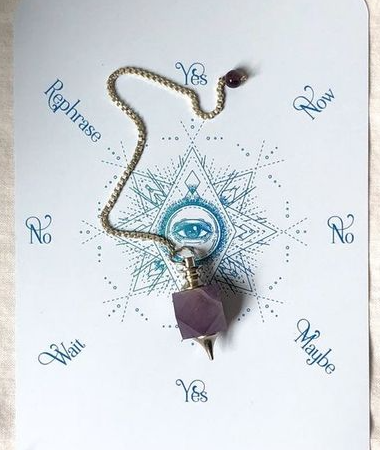 Yes
Rephrase
Now
No
No
Wait
Maybe
Yes